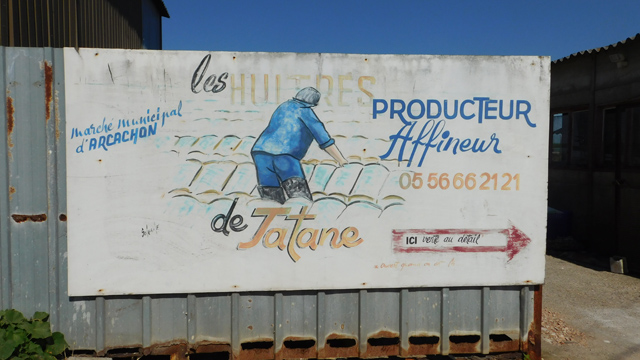 les HUITRES
marché municipal
d'ARCACHON
PRODUCTEUR
Affineur
05 56 66 21 21
de Tatane
ICI vente au détail